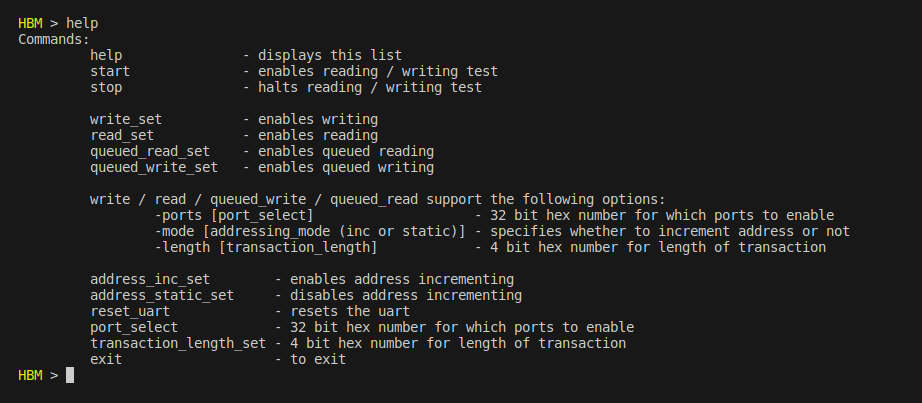 HBM > help
Commands:
help - displays this list
start - enables reading / writing test
stop - halts reading / writing test
write_set - enables writing
read_set - enables reading
queued_read_set - enables queued reading
queued_write_set - enables queued writing
write / read / queued_write / queued_read support the following options:
-ports [port_select] - 32 bit hex number for which ports to enable
-mode [addressing_mode (inc or static)] - specifies whether to increment address or not
-length [transaction_length] - 4 bit hex number for length of transaction
address_inc_set - enables address incrementing
address_static_set - disables address incrementing
reset_uart - resets the uart
port_select - 32 bit hex number for which ports to enable
transaction_length_set - 4 bit hex number for length of transaction
exit - to exit
HBM >